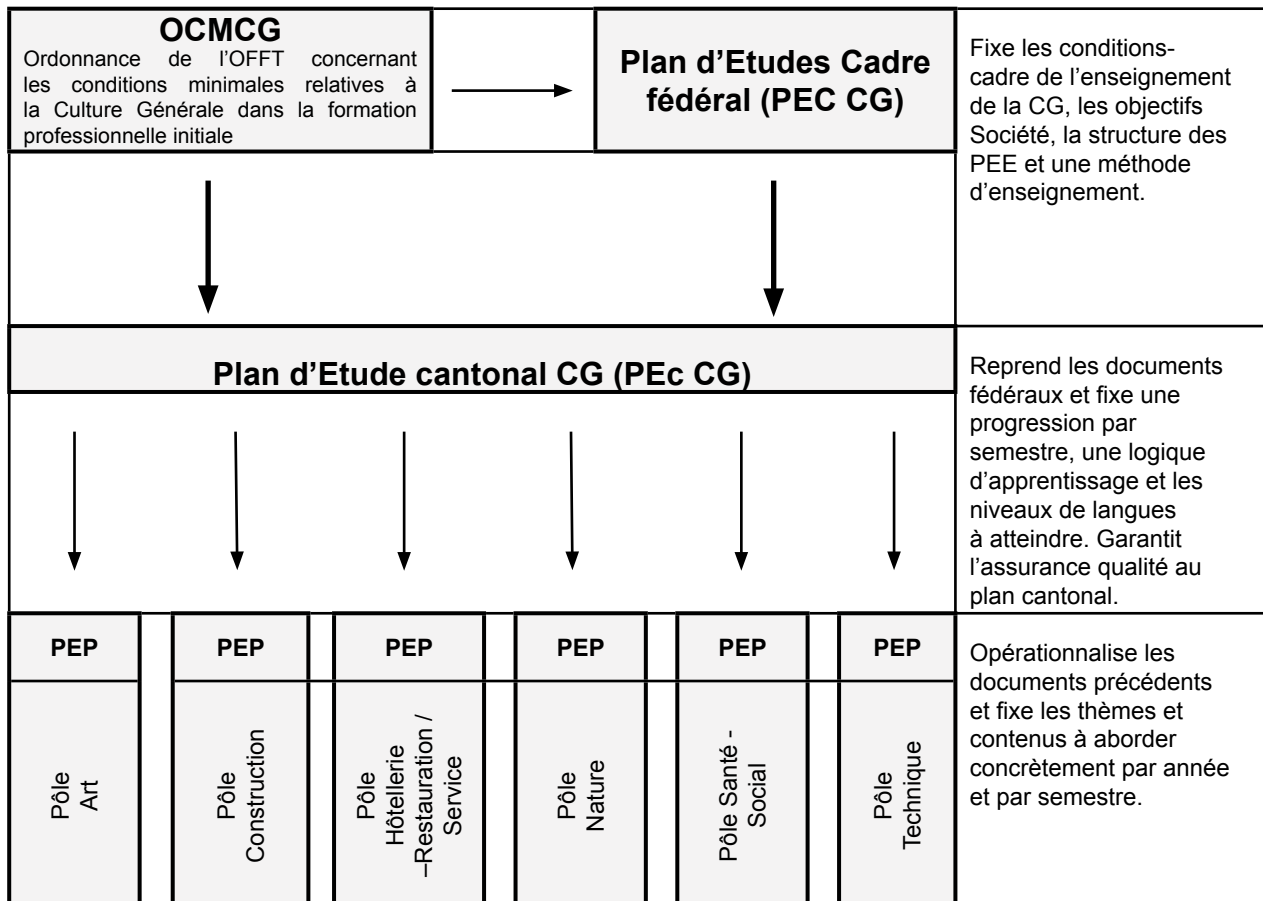 OCMCG
Ordonnance de l'OFFT concernant
les conditions minimales relatives à
la Culture Générale dans la formation
professionnelle initiale
Plan d'Etudes Cadre
fédéral (PEC CG)
Fixe les conditions-
cadre de l'enseignement
de la CG, les objectifs
Société, la structure des
PEE et une méthode
d'enseignement.
Plan d'Etude cantonal CG (PEc CG)
Reprend les documents
fédéraux et fixe une
progression par
semestre, une logique
d'apprentissage et les
niveaux de langues
à atteindre. Garantit
l'assurance qualité au
plan cantonal.
PEP
PEP
PEP
PEP
PEP
PEP
Pôle
Art
Pôle
Construction
Pôle
Hôtellerie
–Restauration /
Service
Pôle
Nature
Pôle Santé -
Social
Pôle
Technique
Opérationnalise les
documents précédents
et fixe les thèmes et
contenus à aborder
concrètement par année
et par semestre.